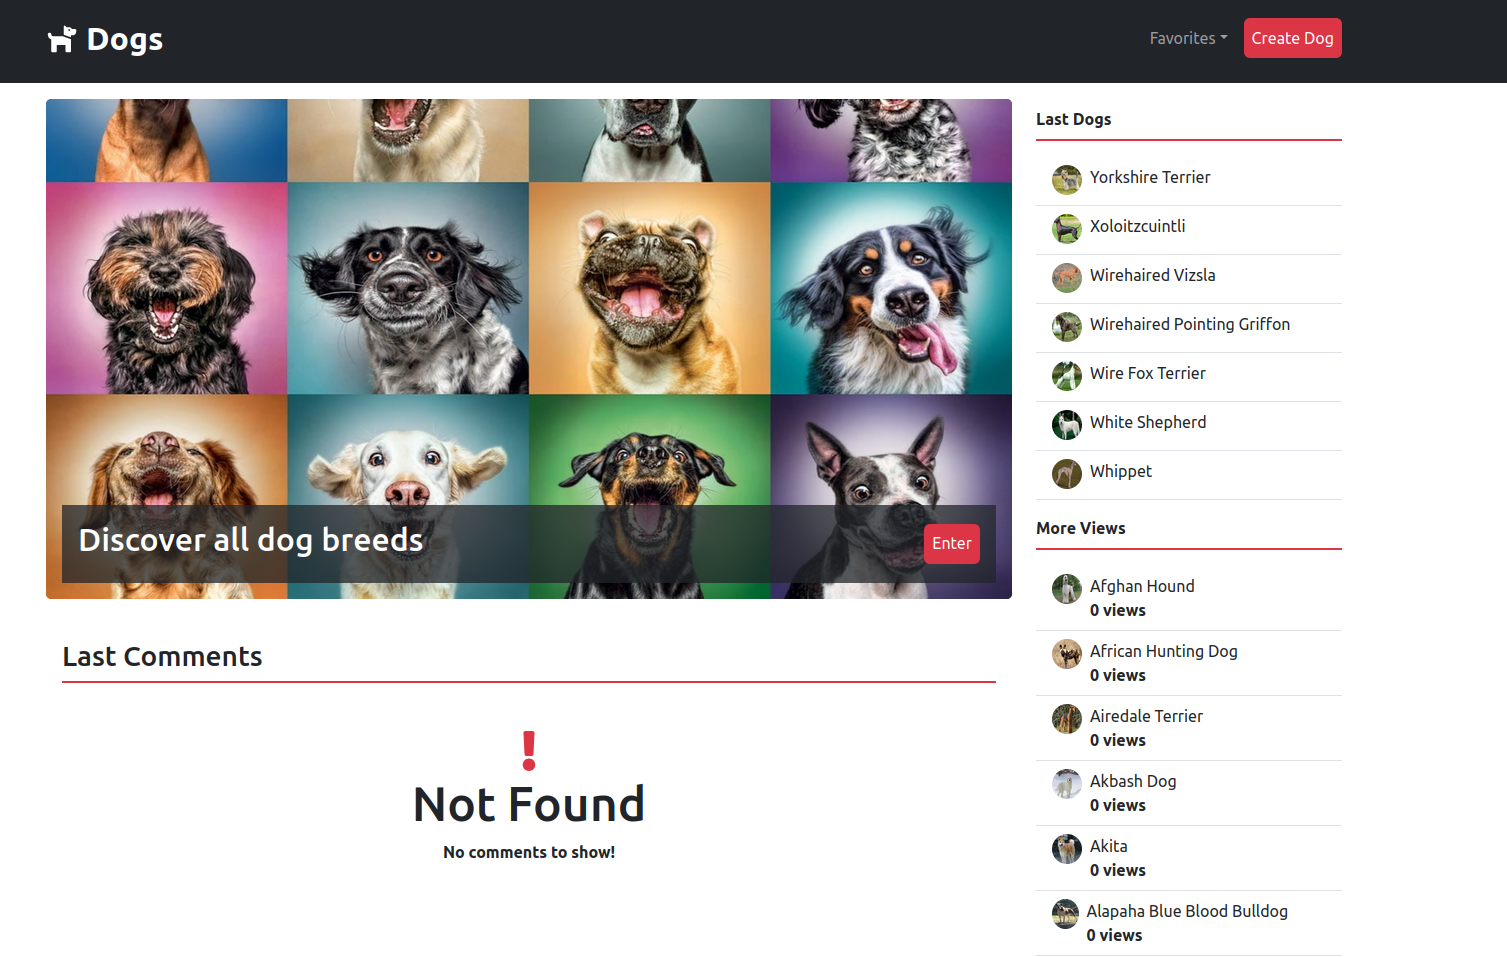 Dogs
Favorites
Create Dog
Discover all dog breeds
Enter
Last Comments
!
Not Found
No comments to show!
Last Dogs
Yorkshire Terrier
Xoloitzcuintli
Wirehaired Vizsla
Wirehaired Pointing Griffon
Wire Fox Terrier
White Shepherd
Whippet
More Views
Afghan Hound
0 views
African Hunting Dog
0 views
Airedale Terrier
0 views
Akbash Dog
0 views
Akita
0 views
Alapaha Blue Blood Bulldog
0 views